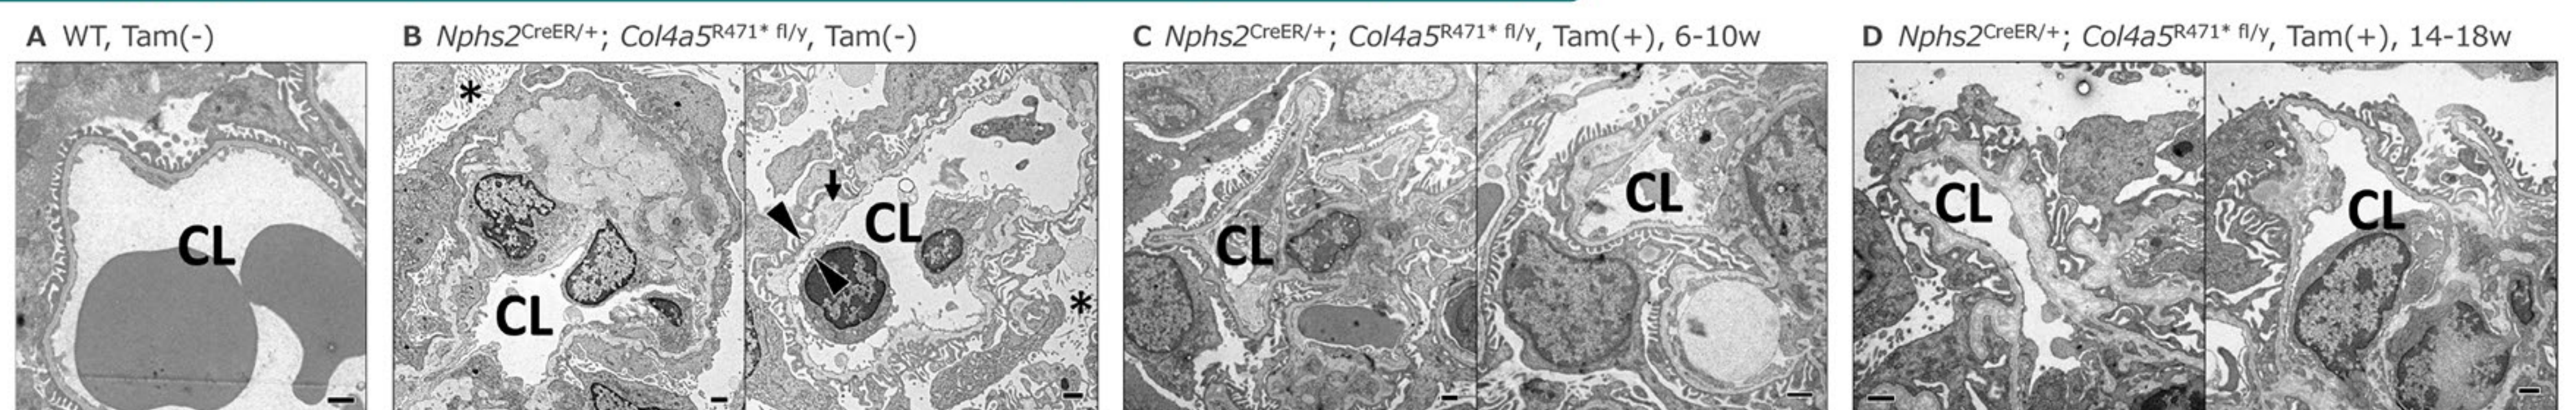 A WT, Tam(-)
B Nphs2CreER/+; Col4a5R471* fl/y, Tam(-)
C Nphs2CreER/+; Col4a5R471* fl/y, Tam(+), 6-10w
D Nphs2CreER/+; Col4a5R471* fl/y, Tam(+), 14-18w
CL
*
CL
CL
*
CL
CL
CL
CL